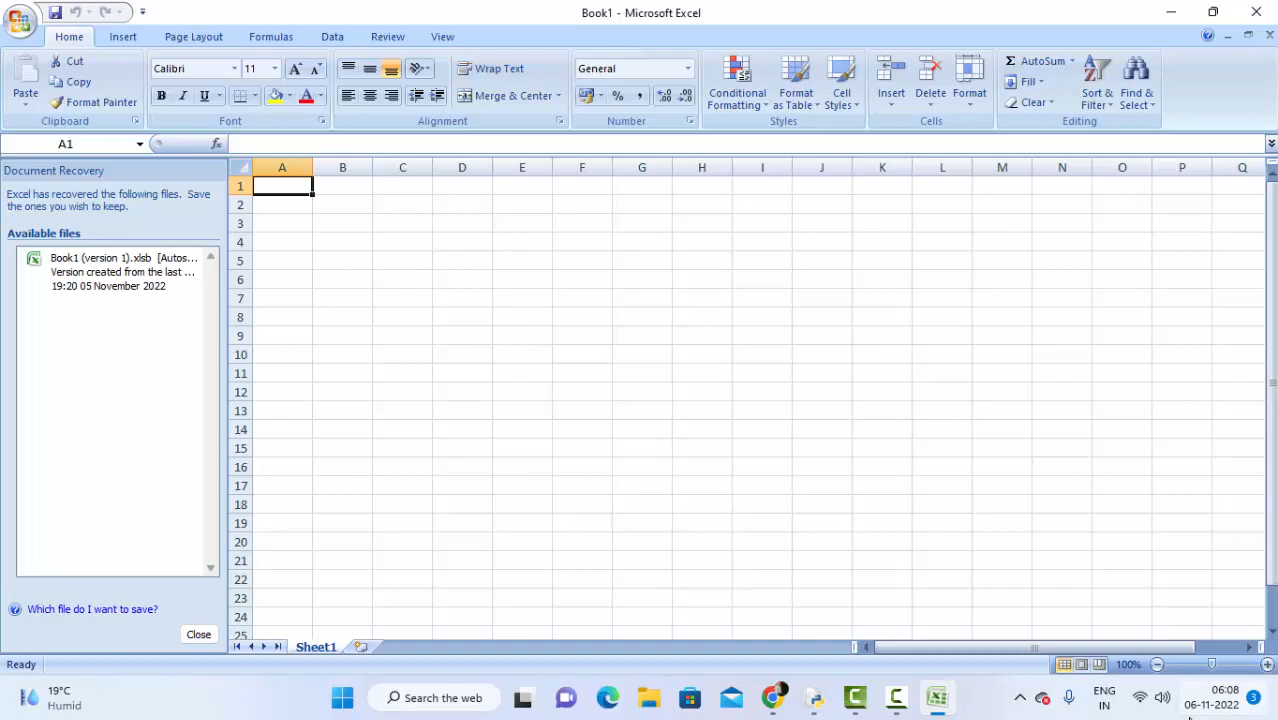 Book1 - Microsoft Excel
Home Insert Page Layout Formulas Data Review View
Paste
Cut
Copy
Format Painter
Clipboard
Calibri 11
B I U
Font
Wrap Text
Merge & Center
Alignment
General
% ,
Number
Conditional Formatting
Format as Table
Cell Styles
Styles
Insert Delete Format
Cells
Σ AutoSum
Fill
Clear
Sort & Filter
Find & Select
Editing
A1
fx
Document Recovery
Excel has recovered the following files. Save
the ones you wish to keep.
Available files
Book1 (version 1).xlsb [Autos...
Version created from the last ...
19:20 05 November 2022
Which file do I want to save?
Close
A B C D E F G H I J K L M N O P Q
1
2
3
4
5
6
7
8
9
10
11
12
13
14
15
16
17
18
19
20
21
22
23
24
25
Sheet1
Ready
100%
19°C
Humid
Search the web
ENG
IN
06:08
06-11-2022
3